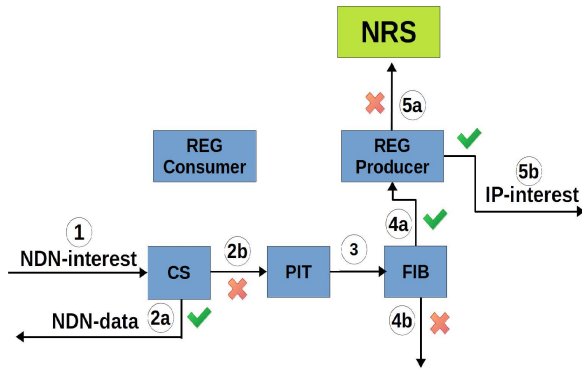 NRS
5a
REG
Consumer
REG
Producer
5b
IP-interest
1
NDN-interest
4a
2b
3
CS
PIT
FIB
NDN-data
2a
4b